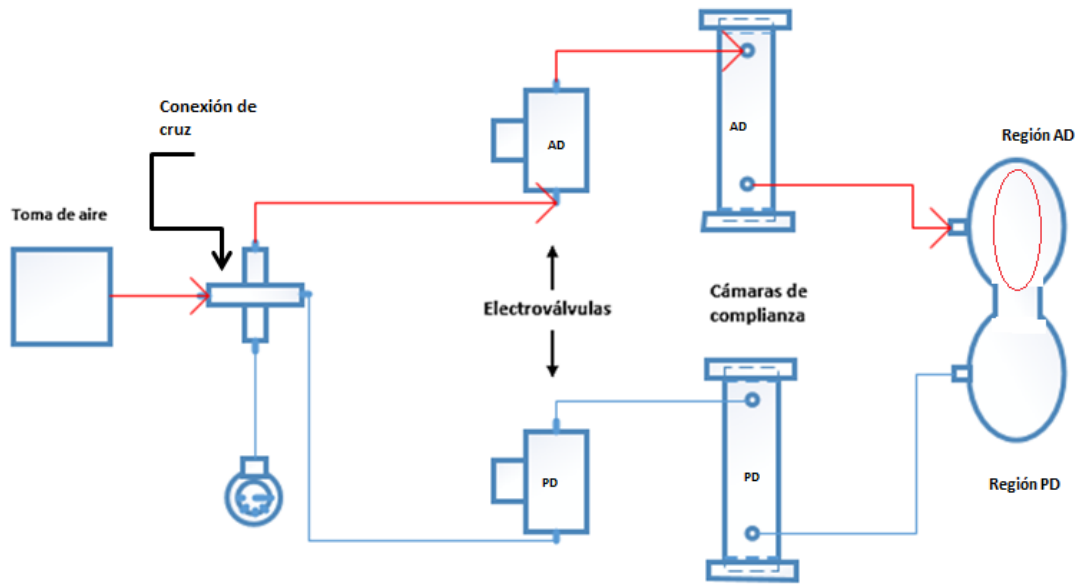 Conexión de
cruz
Toma de aire
AD
AD
Región AD
Electroválvulas
Cámaras de
complianza
PD
PD
Región PD